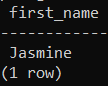 first_name
------------
Jasmine
(1 row)